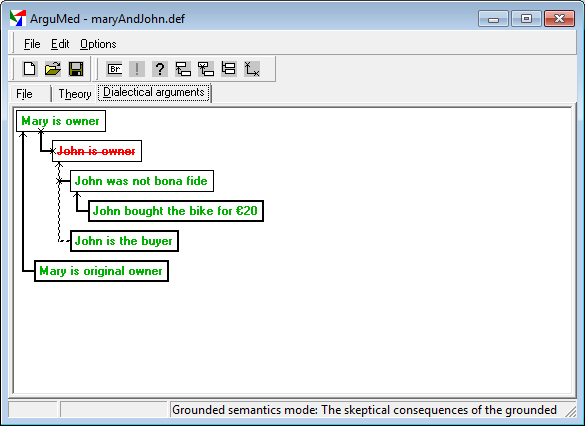 ArguMed - maryAndJohn.def
File Edit Options
Br ! ?
File Theory Dialectical arguments
Mary is owner
John is owner
John was not bona fide
John bought the bike for €20
John is the buyer
Mary is original owner
Grounded semantics mode: The skeptical consequences of the grounded